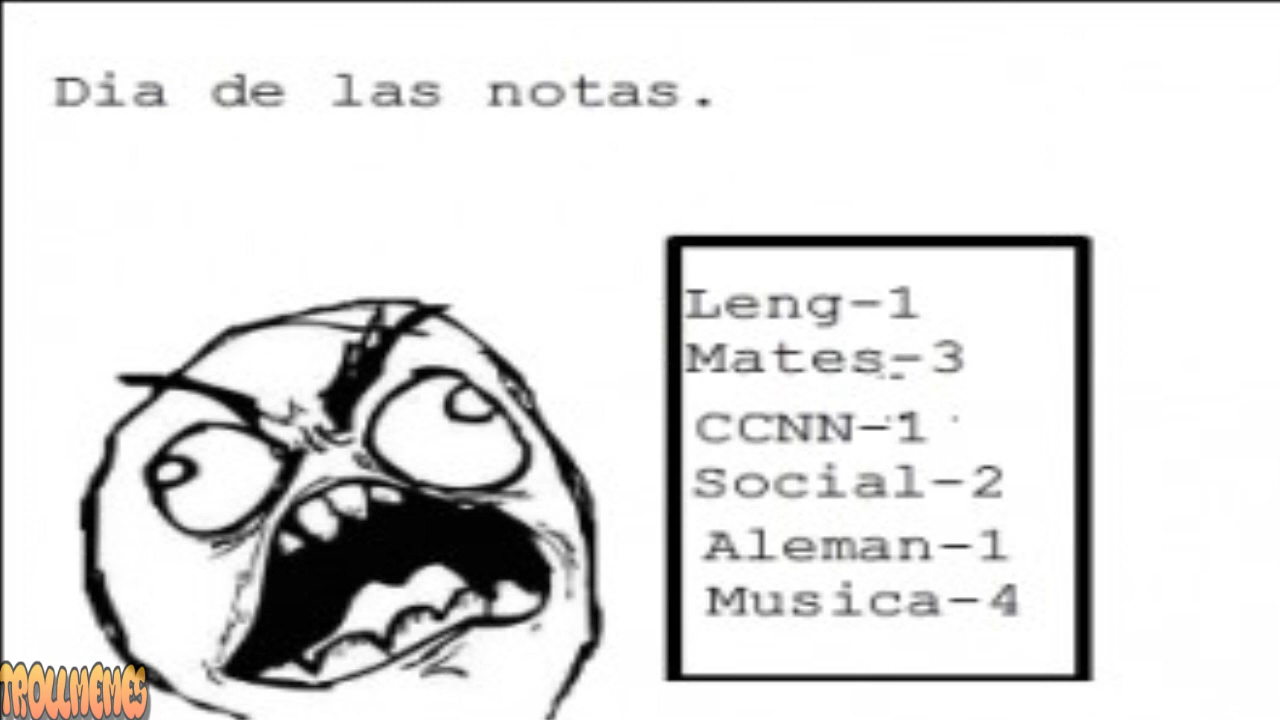 Dia de las notas.
Leng-1
Mates-3
CCNN-1
Social-2
Aleman-1
Musica-4
TROLLMEMES